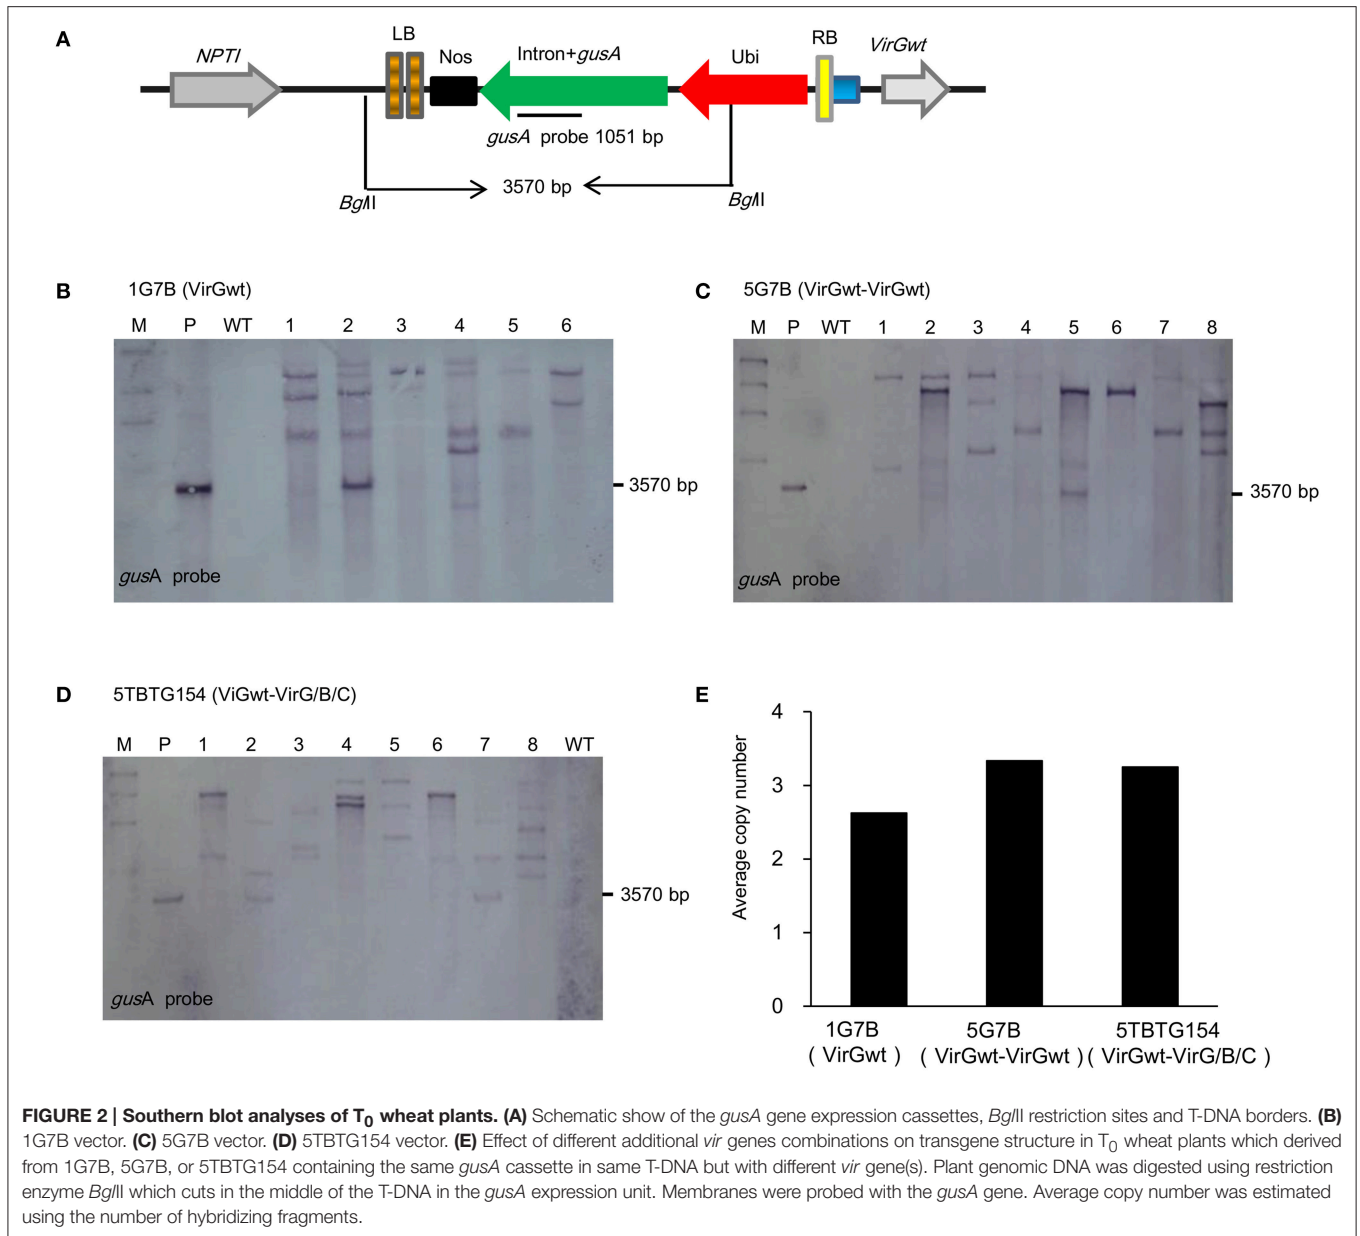 A
NPTI
LB
Nos
Intron+gusA
Ubi
RB
VirGwt
gusA probe 1051 bp
3570 bp
BglII
BglII
B
1G7B (VirGwt)
M P WT 1 2 3 4 5 6
3570 bp
gusA probe
C
5G7B (VirGwt-VirGwt)
M P WT 1 2 3 4 5 6 7 8
3570 bp
gusA probe
D
5TBTG154 (ViGwt-VirG/B/C)
M P 1 2 3 4 5 6 7 8 WT
3570 bp
gusA probe
E
Average copy number
4
3
2
1
0
1G7B
( VirGwt )
5G7B
( VirGwt-VirGwt )
5TBTG154
( VirGwt-VirG/B/C )
FIGURE 2 | Southern blot analyses of T0 wheat plants. (A) Schematic show of the gusA gene expression cassettes, BglII restriction sites and T-DNA borders. (B)
1G7B vector. (C) 5G7B vector. (D) 5TBTG154 vector. (E) Effect of different additional vir genes combinations on transgene structure in T0 wheat plants which derived
from 1G7B, 5G7B, or 5TBTG154 containing the same gusA cassette in same T-DNA but with different vir gene(s). Plant genomic DNA was digested using restriction
enzyme BglII which cuts in the middle of the T-DNA in the gusA expression unit. Membranes were probed with the gusA gene. Average copy number was estimated
using the number of hybridizing fragments.